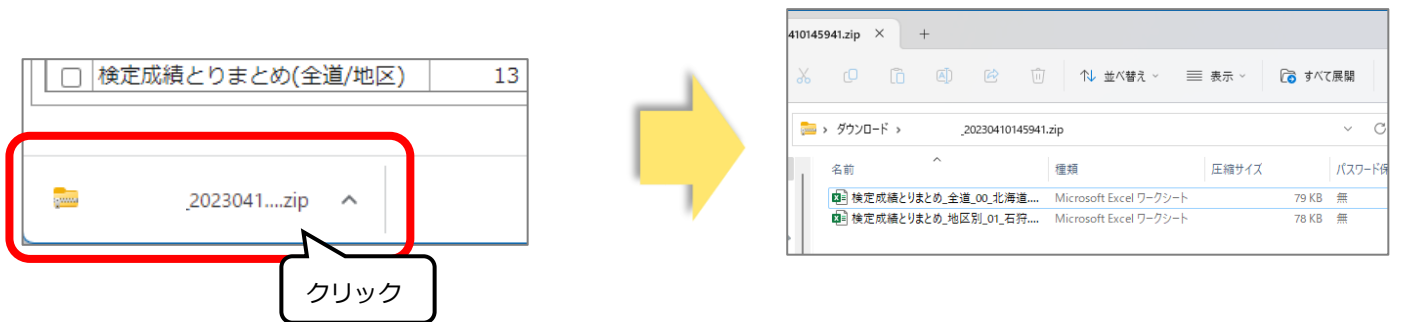 検定成績とりまとめ(全道/地区) 13
_2023041....zip
クリック
410145941.zip
並べ替え 表示 すべて展開
ダウンロード _20230410145941.zip
名前 種類 圧縮サイズ パスワード保
検定成績とりまとめ_全道_00_北海道.... Microsoft Excel ワークシート 79 KB 無
検定成績とりまとめ_地区別_01_石狩.... Microsoft Excel ワークシート 78 KB 無